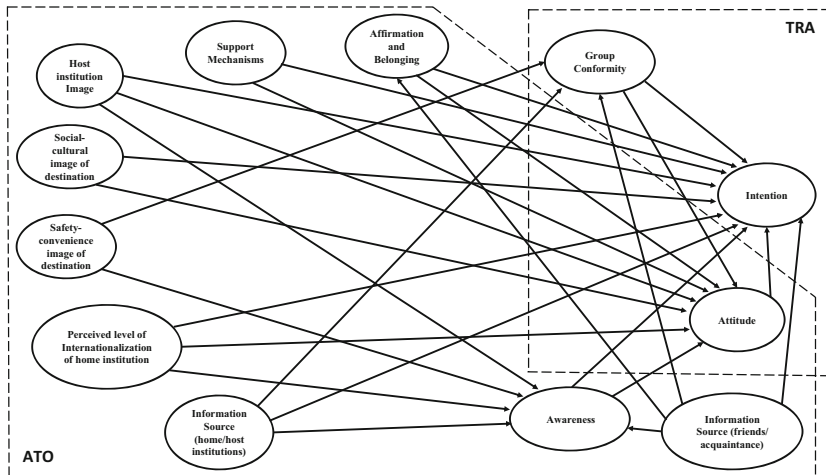 TRA
Affirmation
and
Belonging
Support
Mechanisms
Group
Conformity
Host
institution
Image
Social-
cultural
image of
destination
Intention
Safety-
convenience
image of
destination
Attitude
Perceived level of
Internationalization
of home institution
Information
Source
(home/host
institutions)
Awareness
Information
Source (friends/
acquaintance)
ATO